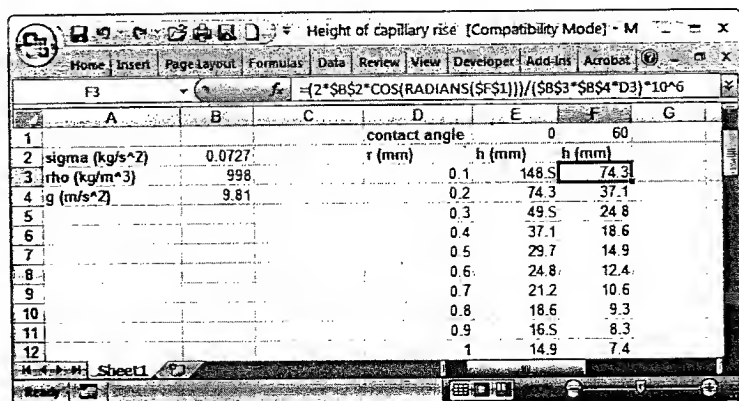 Height of capillary rise [Compatibility Mode] - M
Home Insert Page Layout Formulas Data Review View Developer Add-Ins Acrobat
F3 fx =(2*$B$2*COS(RADIANS($F$1)))/($B$3*$B$4*D3)*10^6
A B C D E F G
1 contact angle 0 60
2 sigma (kg/s^2) 0.0727 r (mm) h (mm) h (mm)
3 rho (kg/m^3) 998 0.1 148.5 74.3
4 g (m/s^2) 9.81 0.2 74.3 37.1
5 0.3 49.5 24.8
6 0.4 37.1 18.6
7 0.5 29.7 14.9
8 0.6 24.8 12.4
9 0.7 21.2 10.6
10 0.8 18.6 9.3
11 0.9 16.5 8.3
12 1 14.9 7.4
Sheet1
Ready